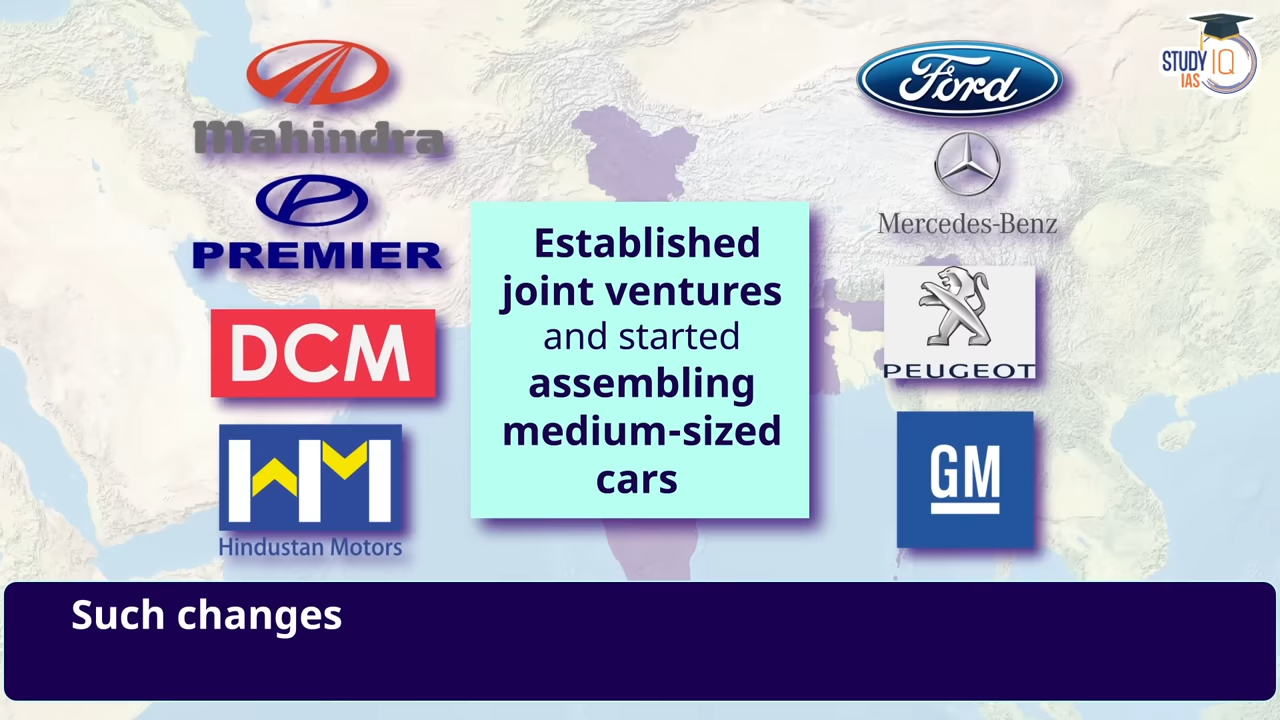 Mahindra
PREMIER
DCM
HM
Hindustan Motors
Established
joint ventures
and started
assembling
medium-sized
cars
Ford
Mercedes-Benz
PEUGEOT
GM
STUDY IQ
IAS
Such changes